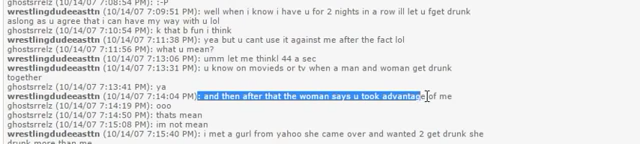 ghostsrrelz (10/14/07 7:08:54 PM): :-P
wrestlingdudeeasttn (10/14/07 7:09:51 PM): well when i know i have u for 2 nights in a row ill let u fget drunk
aslong as u agree that i can have my way with u lol
ghostsrrelz (10/14/07 7:10:54 PM): k that b fun i think
wrestlingdudeeasttn (10/14/07 7:11:38 PM): yea but u cant use it against me after the fact lol
ghostsrrelz (10/14/07 7:11:56 PM): what u mean?
wrestlingdudeeasttn (10/14/07 7:13:06 PM): umm let me thinkl 44 a sec
wrestlingdudeeasttn (10/14/07 7:13:31 PM): u know on movieds or tv when a man and woman get drunk
together
ghostsrrelz (10/14/07 7:13:41 PM): ya
wrestlingdudeeasttn (10/14/07 7:14:04 PM): and then after that the woman says u took advantage of me
ghostsrrelz (10/14/07 7:14:19 PM): ooo
ghostsrrelz (10/14/07 7:14:50 PM): thats mean
ghostsrrelz (10/14/07 7:15:08 PM): im not mean
wrestlingdudeeasttn (10/14/07 7:15:40 PM): i met a gurl from yahoo she came over and wanted 2 get drunk she
drunk more than me